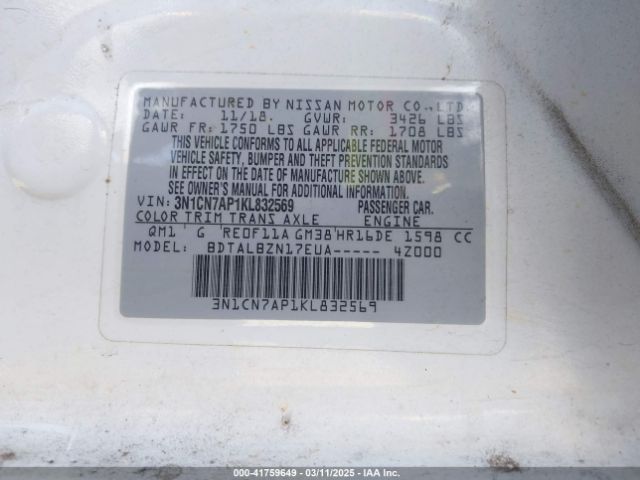 MANUFACTURED BY NISSAN MOTOR CO.,LTD.
DATE: 11/18. GVWR: 3426 LBS
GAWR FR: 1750 LBS GAWR RR: 1708 LBS
THIS VEHICLE CONFORMS TO ALL APPLICABLE FEDERAL MOTOR
VEHICLE SAFETY, BUMPER AND THEFT PREVENTION STANDARDS
IN EFFECT ON THE DATE OF MANUFACTURE SHOWN ABOVE.
SEE OWNER'S MANUAL FOR ADDITIONAL INFORMATION.
VIN: 3N1CN7AP1KL832569 PASSENGER CAR.
COLOR TRIM TRANS AXLE ENGINE
QM1 G RE0F11A GM38 HR16DE 1598 CC
MODEL: BDTALBZN17EUA----- 4Z000
3N1CN7AP1KL832569
000-41759649 - 03/11/2025 - IAA Inc.